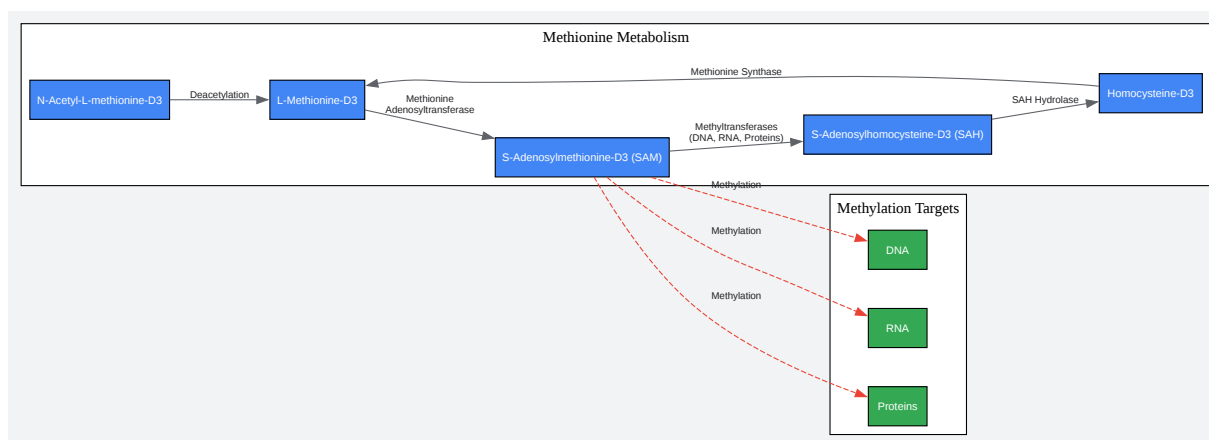 Methionine Metabolism
Methionine Synthase
N-Acetyl-L-methionine-D3
Deacetylation
L-Methionine-D3
Methionine
Adenosyltransferase
S-Adenosylmethionine-D3 (SAM)
Methyltransferases
(DNA, RNA, Proteins)
S-Adenosylhomocysteine-D3 (SAH)
SAH Hydrolase
Homocysteine-D3
Methylation
Methylation
Methylation
Methylation Targets
DNA
RNA
Proteins